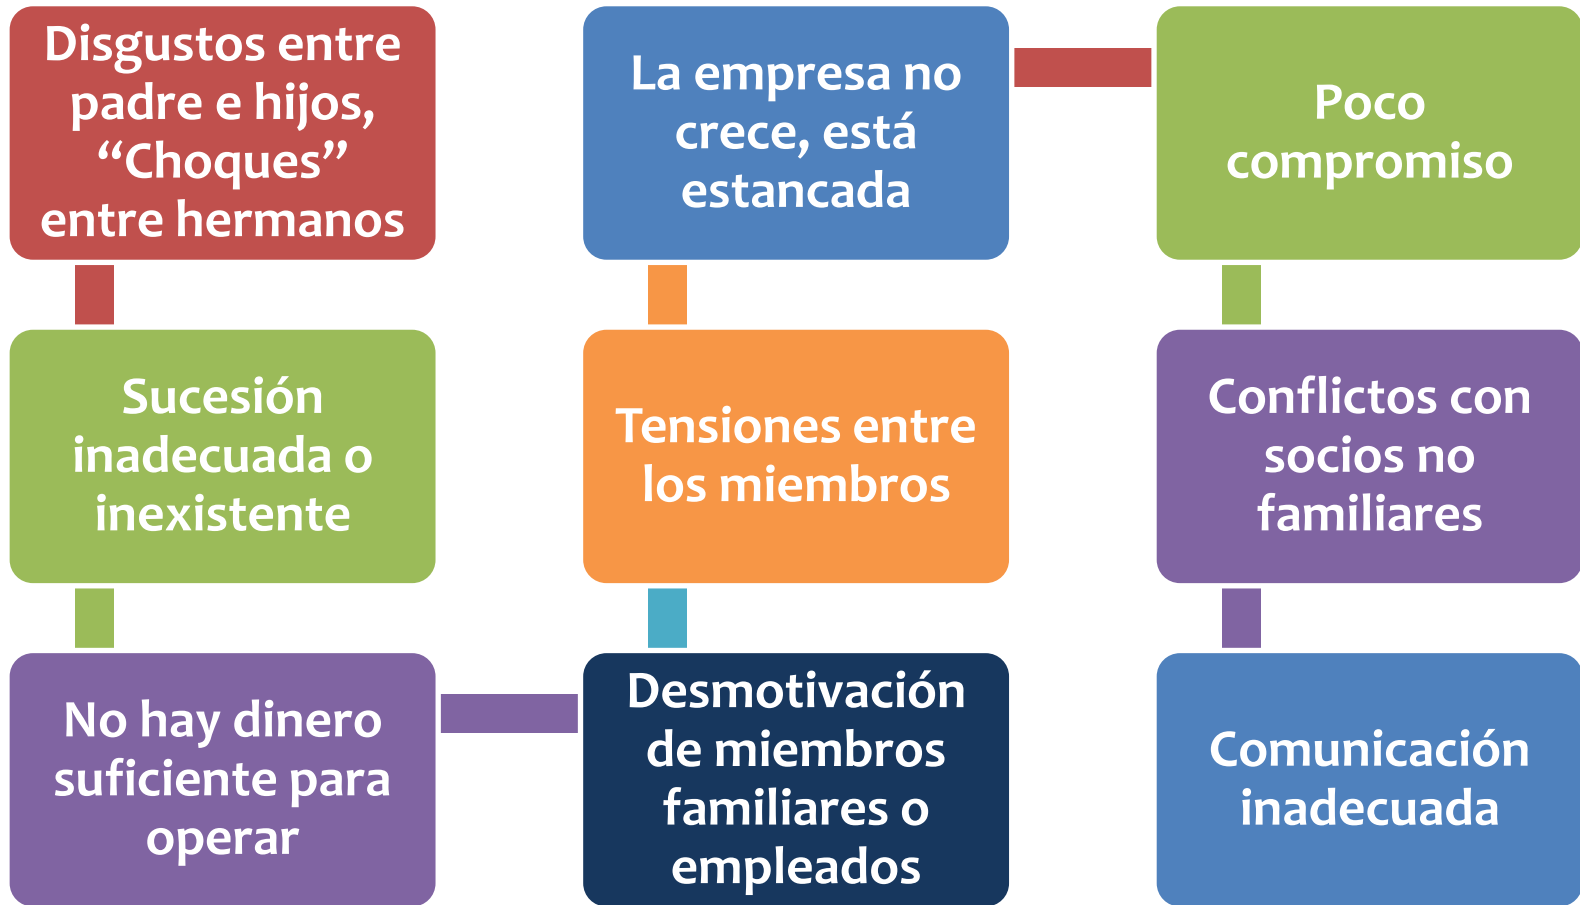 Disgustos entre
padre e hijos,
“Choques”
entre hermanos
Sucesión
inadecuada o
inexistente
No hay dinero
suficiente para
operar
Desmotivación
de miembros
familiares o
empleados
Tensiones entre
los miembros
La empresa no
crece, está
estancada
Poco
compromiso
Conflictos con
socios no
familiares
Comunicación
inadecuada